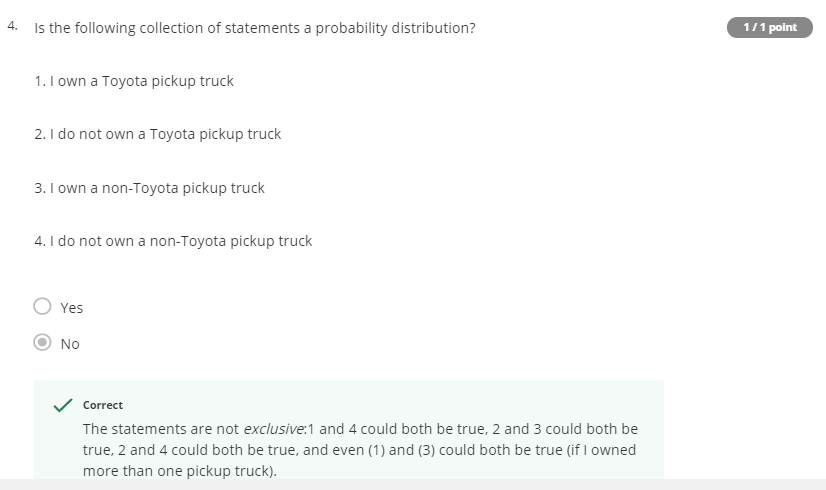 4. Is the following collection of statements a probability distribution?
1 / 1 point
1. I own a Toyota pickup truck
2. I do not own a Toyota pickup truck
3. I own a non-Toyota pickup truck
4. I do not own a non-Toyota pickup truck
Yes
No
Correct
The statements are not exclusive:1 and 4 could both be true, 2 and 3 could both be
true, 2 and 4 could both be true, and even (1) and (3) could both be true (if I owned
more than one pickup truck).